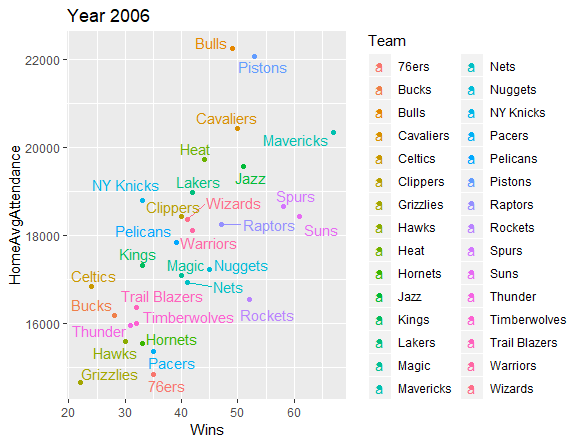 Year 2006
HomeAvgAttendance
22000
20000
18000
16000
Bulls
Pistons
Cavaliers
Mavericks
Heat
Jazz
NY Knicks
Lakers
Spurs
Clippers
Wizards
Suns
Pelicans
Raptors
Warriors
Kings
Magic
Nuggets
Celtics
Nets
Bucks
Trail Blazers
Rockets
Thunder
Timberwolves
Hawks
Hornets
Pacers
Grizzlies
76ers
20 30 40 50 60
Wins
Team
a 76ers a Nets
a Bucks a Nuggets
a Bulls a NY Knicks
a Cavaliers a Pacers
a Celtics a Pelicans
a Clippers a Pistons
a Grizzlies a Raptors
a Hawks a Rockets
a Heat a Spurs
a Hornets a Suns
a Jazz a Thunder
a Kings a Timberwolves
a Lakers a Trail Blazers
a Magic a Warriors
a Mavericks a Wizards